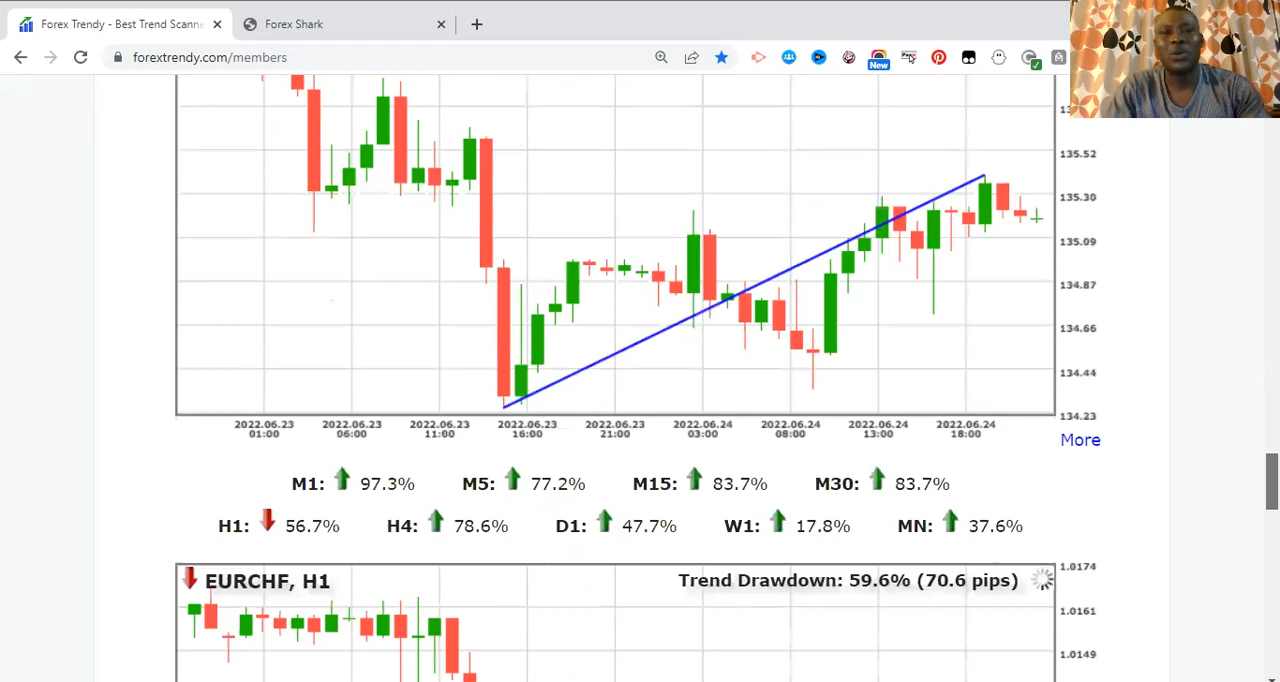 Forex Trendy - Best Trend Scann
Forex Shark
forextrendy.com/members
New
135.52
135.30
135.09
134.87
134.66
134.44
134.23
2022.06.23 2022.06.23 2022.06.23 2022.06.23 2022.06.23 2022.06.24 2022.06.24 2022.06.24 2022.06.24
01:00 06:00 11:00 16:00 21:00 03:00 08:00 13:00 18:00
More
M1: 97.3% M5: 77.2% M15: 83.7% M30: 83.7%
H1: 56.7% H4: 78.6% D1: 47.7% W1: 17.8% MN: 37.6%
EURCHF, H1 Trend Drawdown: 59.6% (70.6 pips)
1.0174
1.0161
1.0149